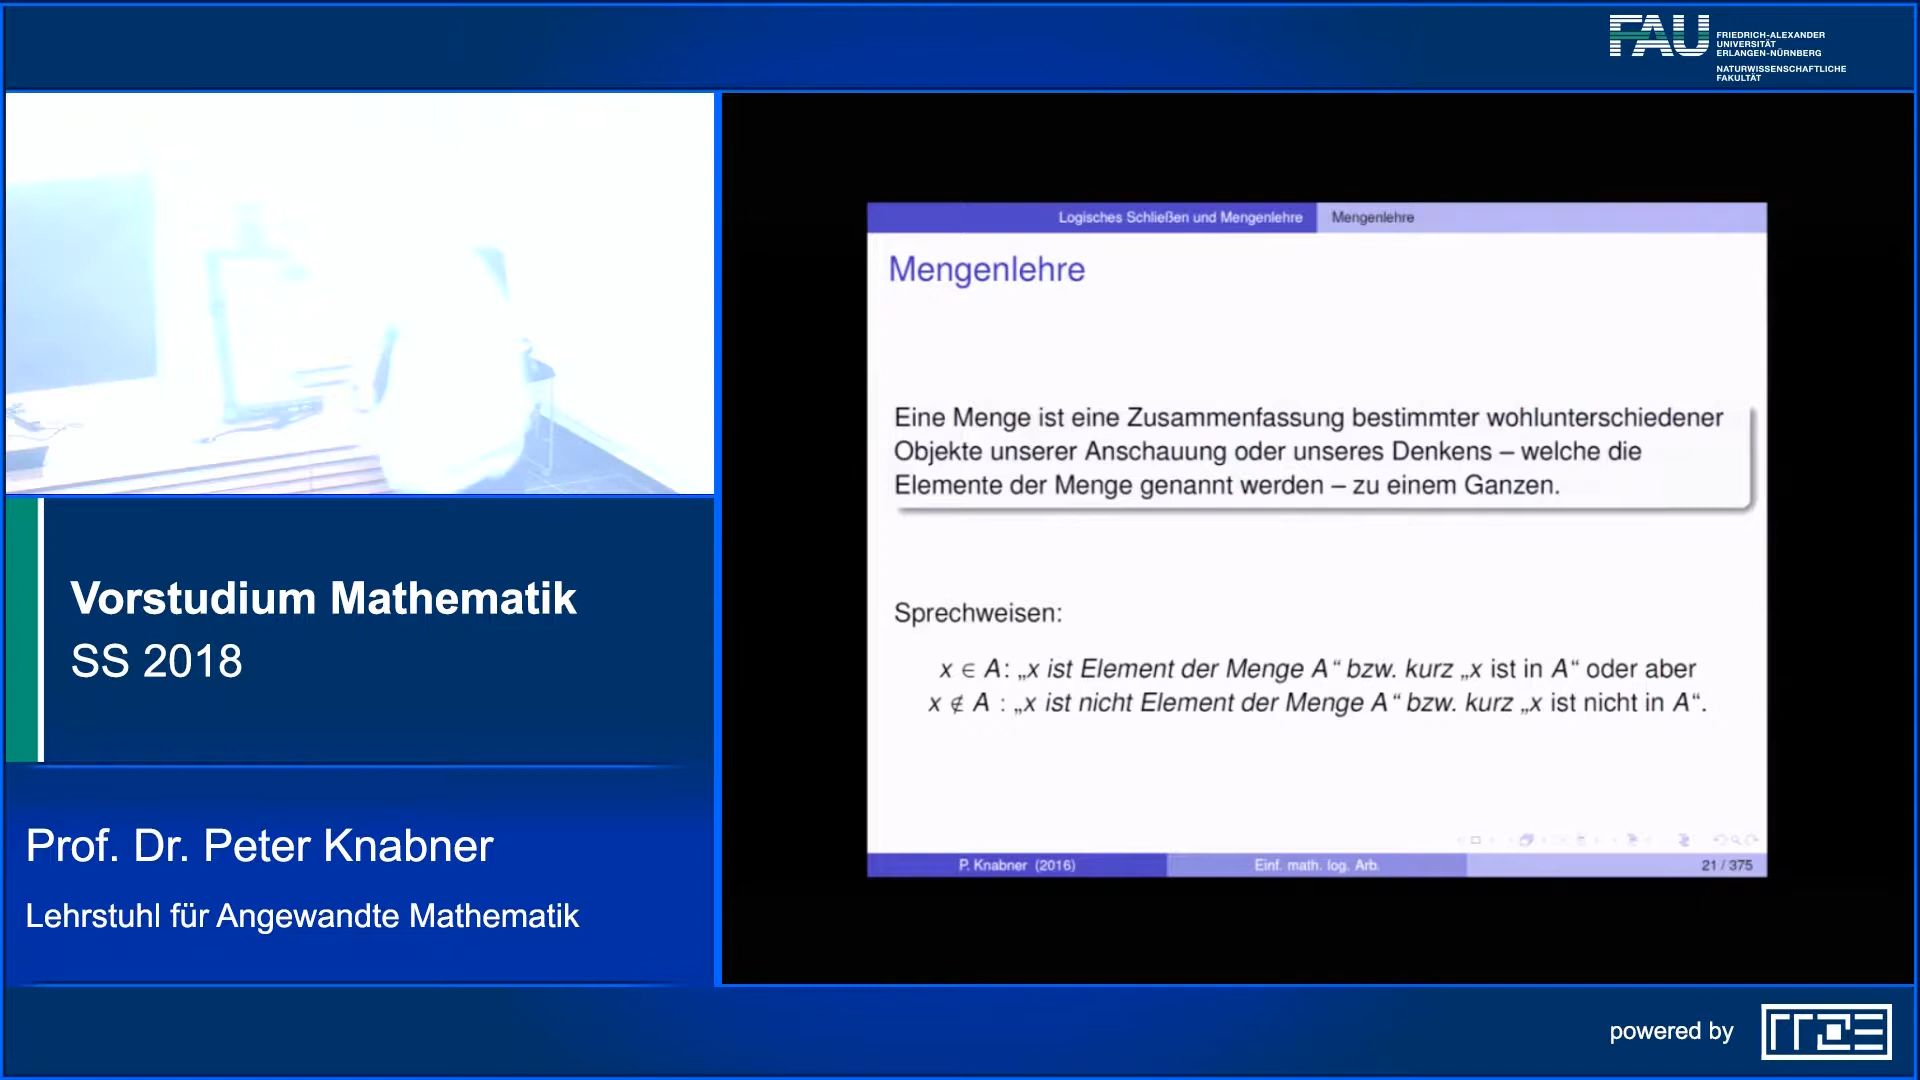 FAU
FRIEDRICH-ALEXANDER
UNIVERSITÄT
ERLANGEN-NÜRNBERG
NATURWISSENSCHAFTLICHE
FAKULTÄT
Logisches Schließen und Mengenlehre
Mengenlehre
Mengenlehre
Eine Menge ist eine Zusammenfassung bestimmter wohlunterschiedener
Objekte unserer Anschauung oder unseres Denkens – welche die
Elemente der Menge genannt werden – zu einem Ganzen.
Sprechweisen:
x ∈ A: „x ist Element der Menge A“ bzw. kurz „x ist in A“ oder aber
x ∉ A : „x ist nicht Element der Menge A“ bzw. kurz „x ist nicht in A“.
P. Knabner (2016)
Einf. math. log. Arb.
21 / 375
Vorstudium Mathematik
SS 2018
Prof. Dr. Peter Knabner
Lehrstuhl für Angewandte Mathematik
powered by
rrze